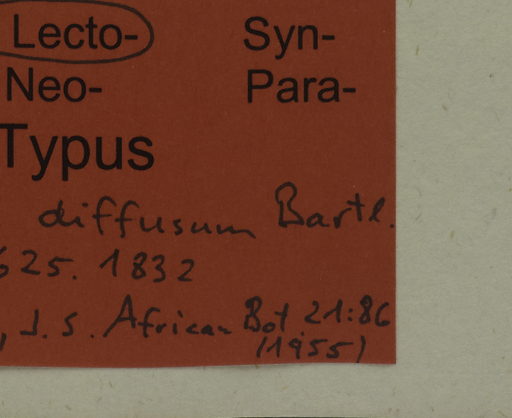 Lecto- Syn-
Neo- Para-
Typus
diffusum Bartl.
625. 1832
, J. S. African Bot 21:86
(1955)